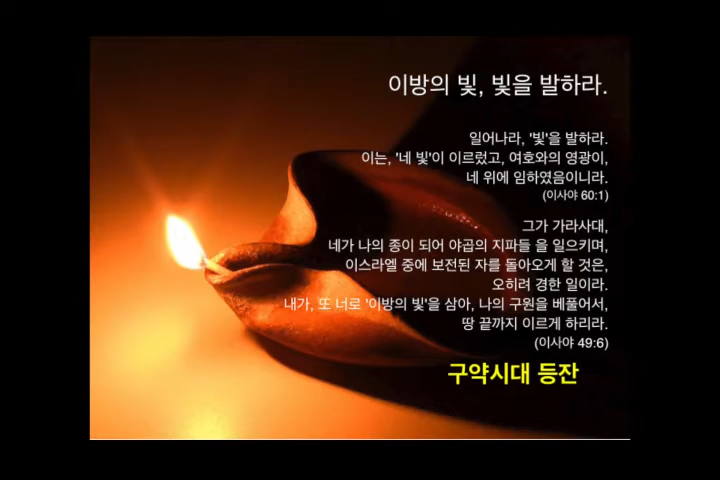 이방의 빛, 빛을 발하라.
일어나라, '빛'을 발하라.
이는, '네 빛'이 이르렀고, 여호와의 영광이,
네 위에 임하였음이니라.
(이사야 60:1)
그가 가라사대,
네가 나의 종이 되어 야곱의 지파들 을 일으키며,
이스라엘 중에 보전된 자를 돌아오게 할 것은,
오히려 경한 일이라.
내가, 또 너로 '이방의 빛'을 삼아, 나의 구원을 베풀어서,
땅 끝까지 이르게 하리라.
(이사야 49:6)
구약시대 등잔